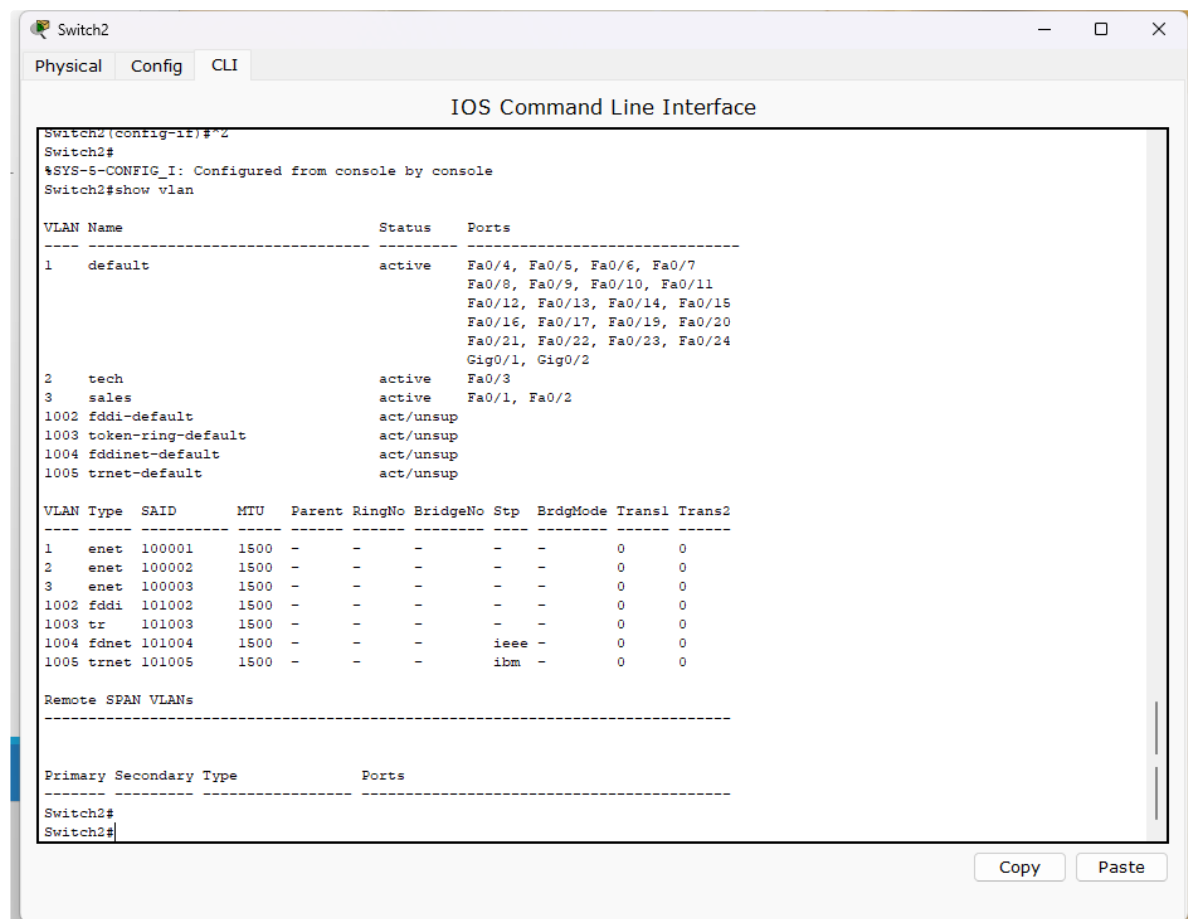 Switch2
Physical Config CLI
IOS Command Line Interface
Switch2(config-if)#^Z
Switch2#
%SYS-5-CONFIG_I: Configured from console by console
Switch2#show vlan
VLAN Name                             Status    Ports
---- -------------------------------- --------- -------------------------------
1    default                          active    Fa0/4, Fa0/5, Fa0/6, Fa0/7
                                                Fa0/8, Fa0/9, Fa0/10, Fa0/11
                                                Fa0/12, Fa0/13, Fa0/14, Fa0/15
                                                Fa0/16, Fa0/17, Fa0/19, Fa0/20
                                                Fa0/21, Fa0/22, Fa0/23, Fa0/24
                                                Gig0/1, Gig0/2
2    tech                             active    Fa0/3
3    sales                            active    Fa0/1, Fa0/2
1002 fddi-default                     act/unsup
1003 token-ring-default               act/unsup
1004 fddinet-default                  act/unsup
1005 trnet-default                    act/unsup
VLAN Type  SAID       MTU   Parent RingNo BridgeNo Stp  BrdgMode Trans1 Trans2
---- ----- ---------- ----- ------ ------ -------- ---- -------- ------ ------
1    enet  100001     1500  -      -      -        -    -        0      0
2    enet  100002     1500  -      -      -        -    -        0      0
3    enet  100003     1500  -      -      -        -    -        0      0
1002 fddi  101002     1500  -      -      -        -    -        0      0
1003 tr    101003     1500  -      -      -        -    -        0      0
1004 fdnet 101004     1500  -      -      -        ieee -        0      0
1005 trnet 101005     1500  -      -      -        ibm  -        0      0
Remote SPAN VLANs
------------------------------------------------------------------------------
Primary Secondary Type              Ports
------- --------- ----------------- ------------------------------------------
Switch2#
Switch2#
Copy Paste